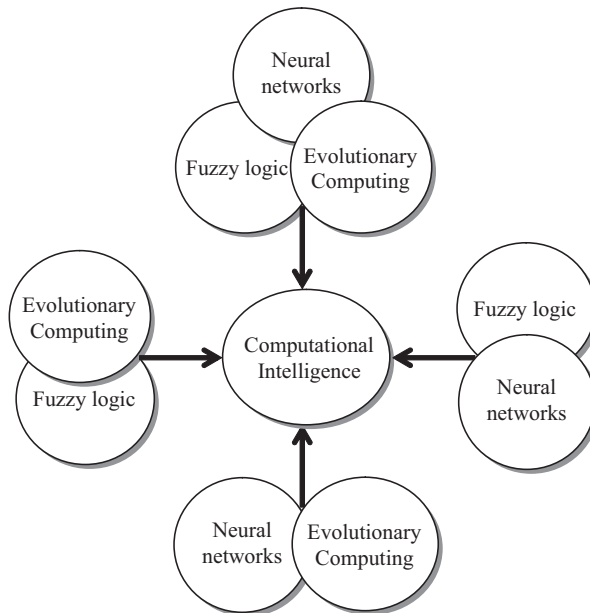 Neural
networks
Fuzzy logic
Evolutionary
Computing
Evolutionary
Computing
Fuzzy logic
Computational
Intelligence
Fuzzy logic
Neural
networks
Neural
networks
Evolutionary
Computing